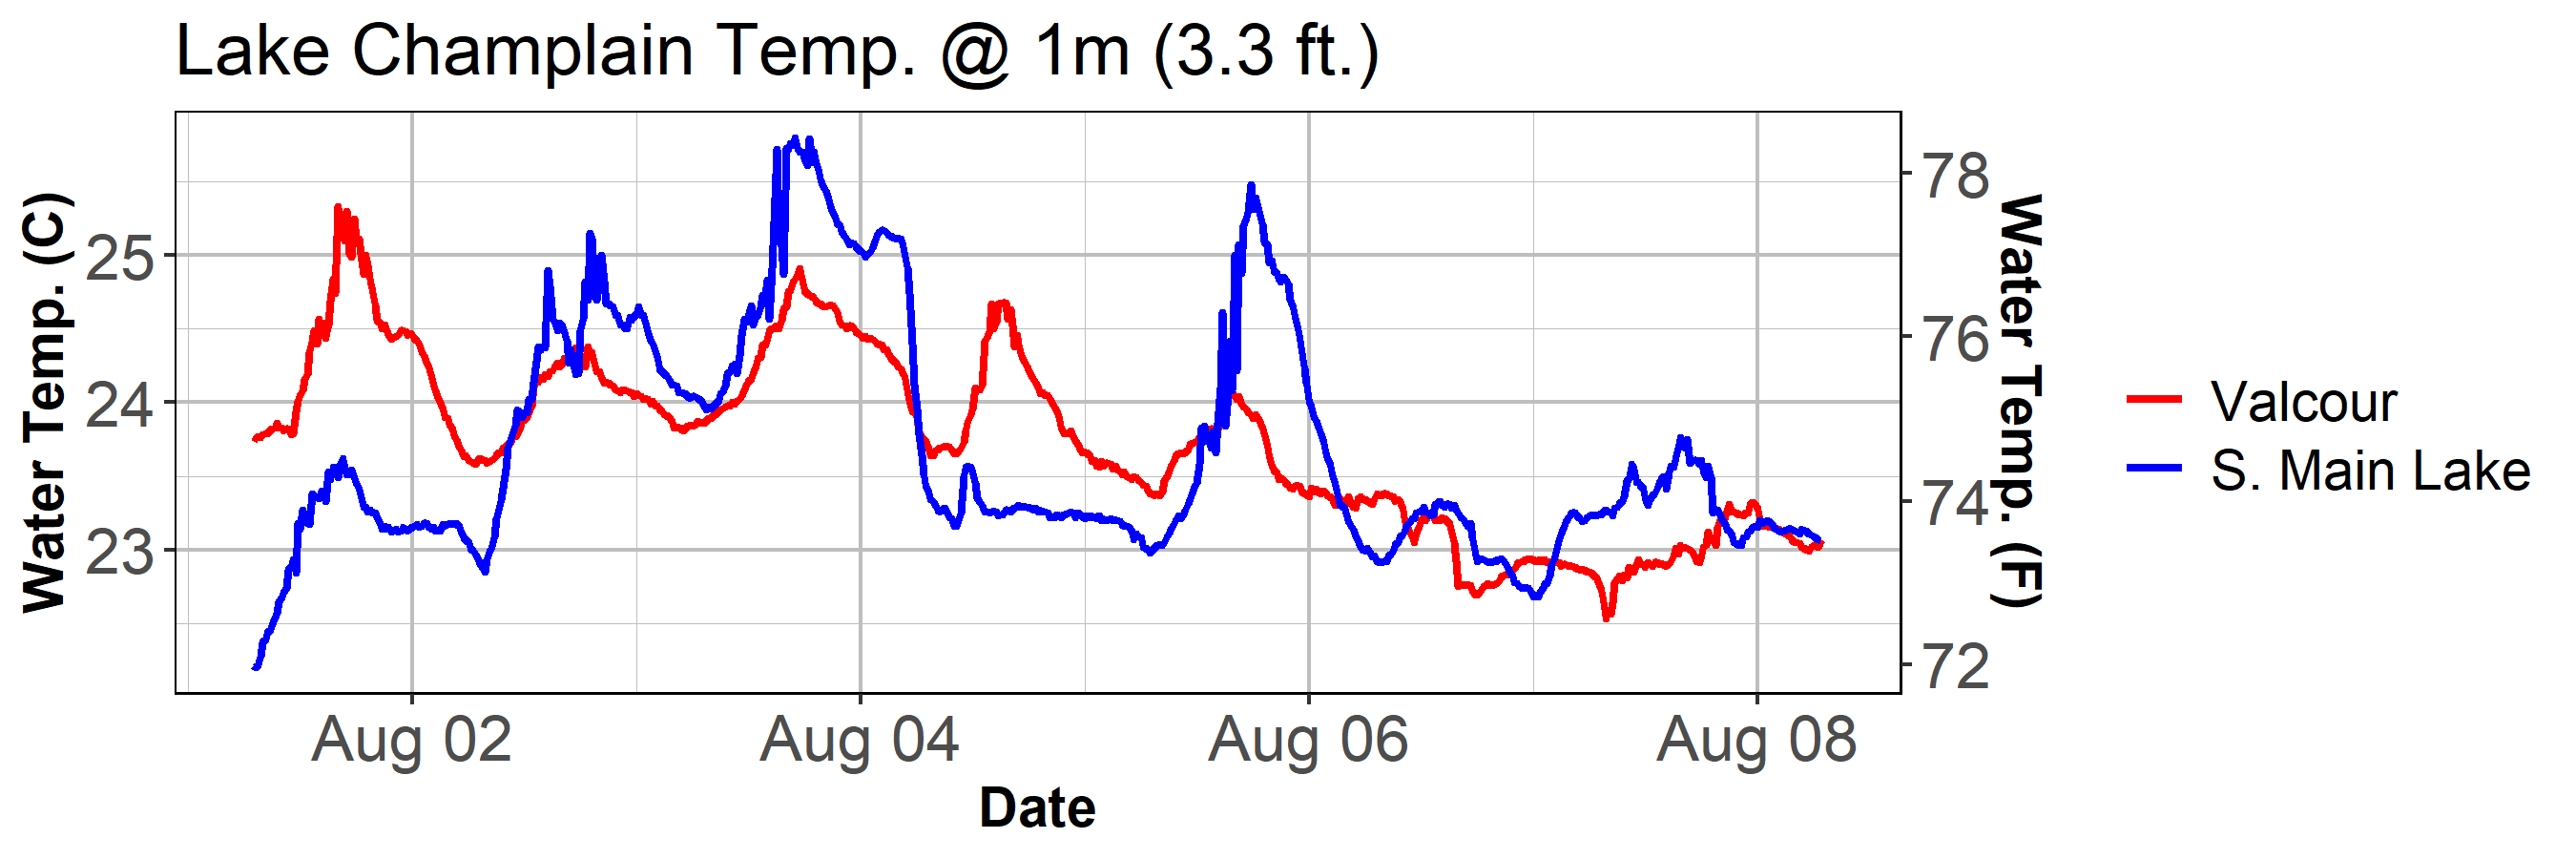 Lake Champlain Temp. @ 1m (3.3 ft.)
Water Temp. (C)
25
24
23
78
76
74
72
Water Temp. (F)
Aug 02
Aug 04
Aug 06
Aug 08
Date
Valcour
S. Main Lake